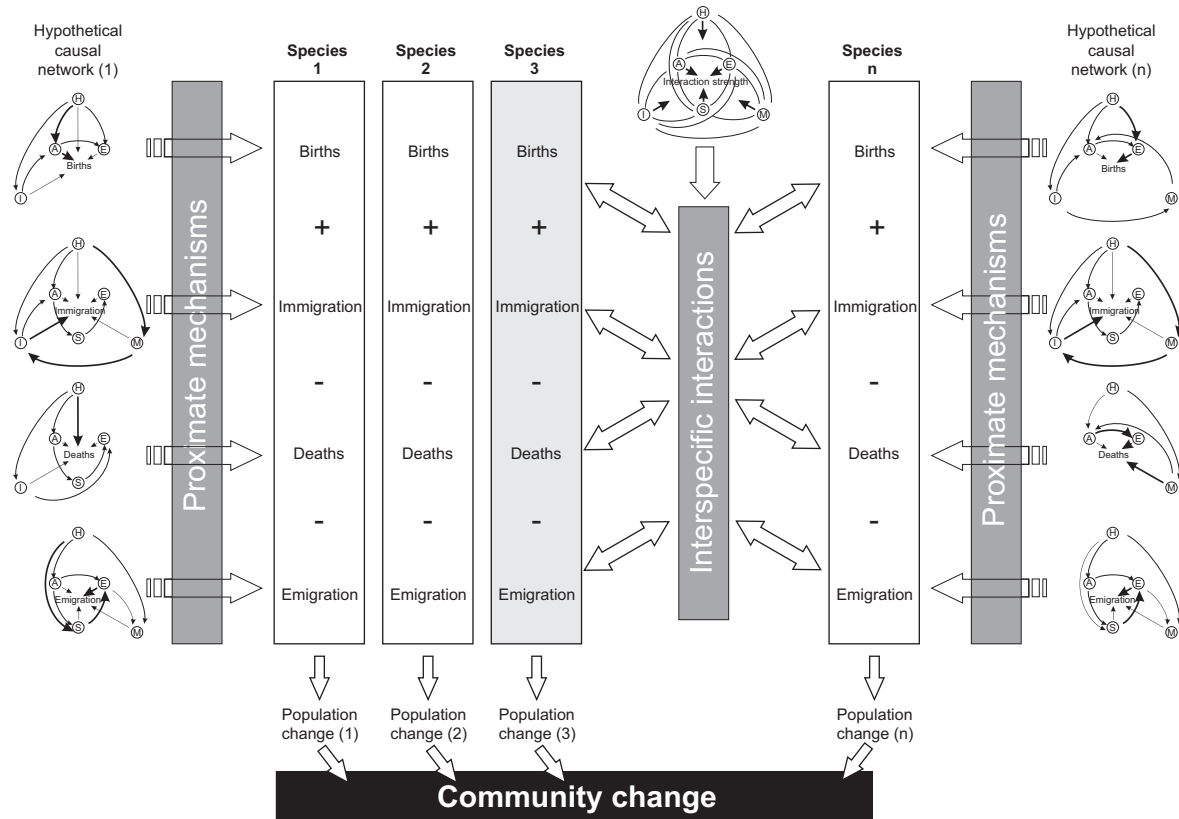 Hypothetical
causal
network (1)
H
A
E
Births
I
H
A
E
Immigration
I
S
M
H
A
E
Deaths
I
S
H
A
E
Emigration
S
M
Proximate mechanisms
Species
1
Births
+
Immigration
-
Deaths
-
Emigration
Population
change (1)
Species
2
Births
+
Immigration
-
Deaths
-
Emigration
Population
change (2)
Species
3
Births
+
Immigration
-
Deaths
-
Emigration
Population
change (3)
H
A
E
Interaction strength
I
S
M
Interspecific interactions
Species
n
Births
+
Immigration
-
Deaths
-
Emigration
Population
change (n)
Proximate mechanisms
Hypothetical
causal
network (n)
H
A
E
Births
I
M
H
A
E
Immigration
I
S
M
H
A
E
Deaths
M
H
A
E
Emigration
S
M
Community change